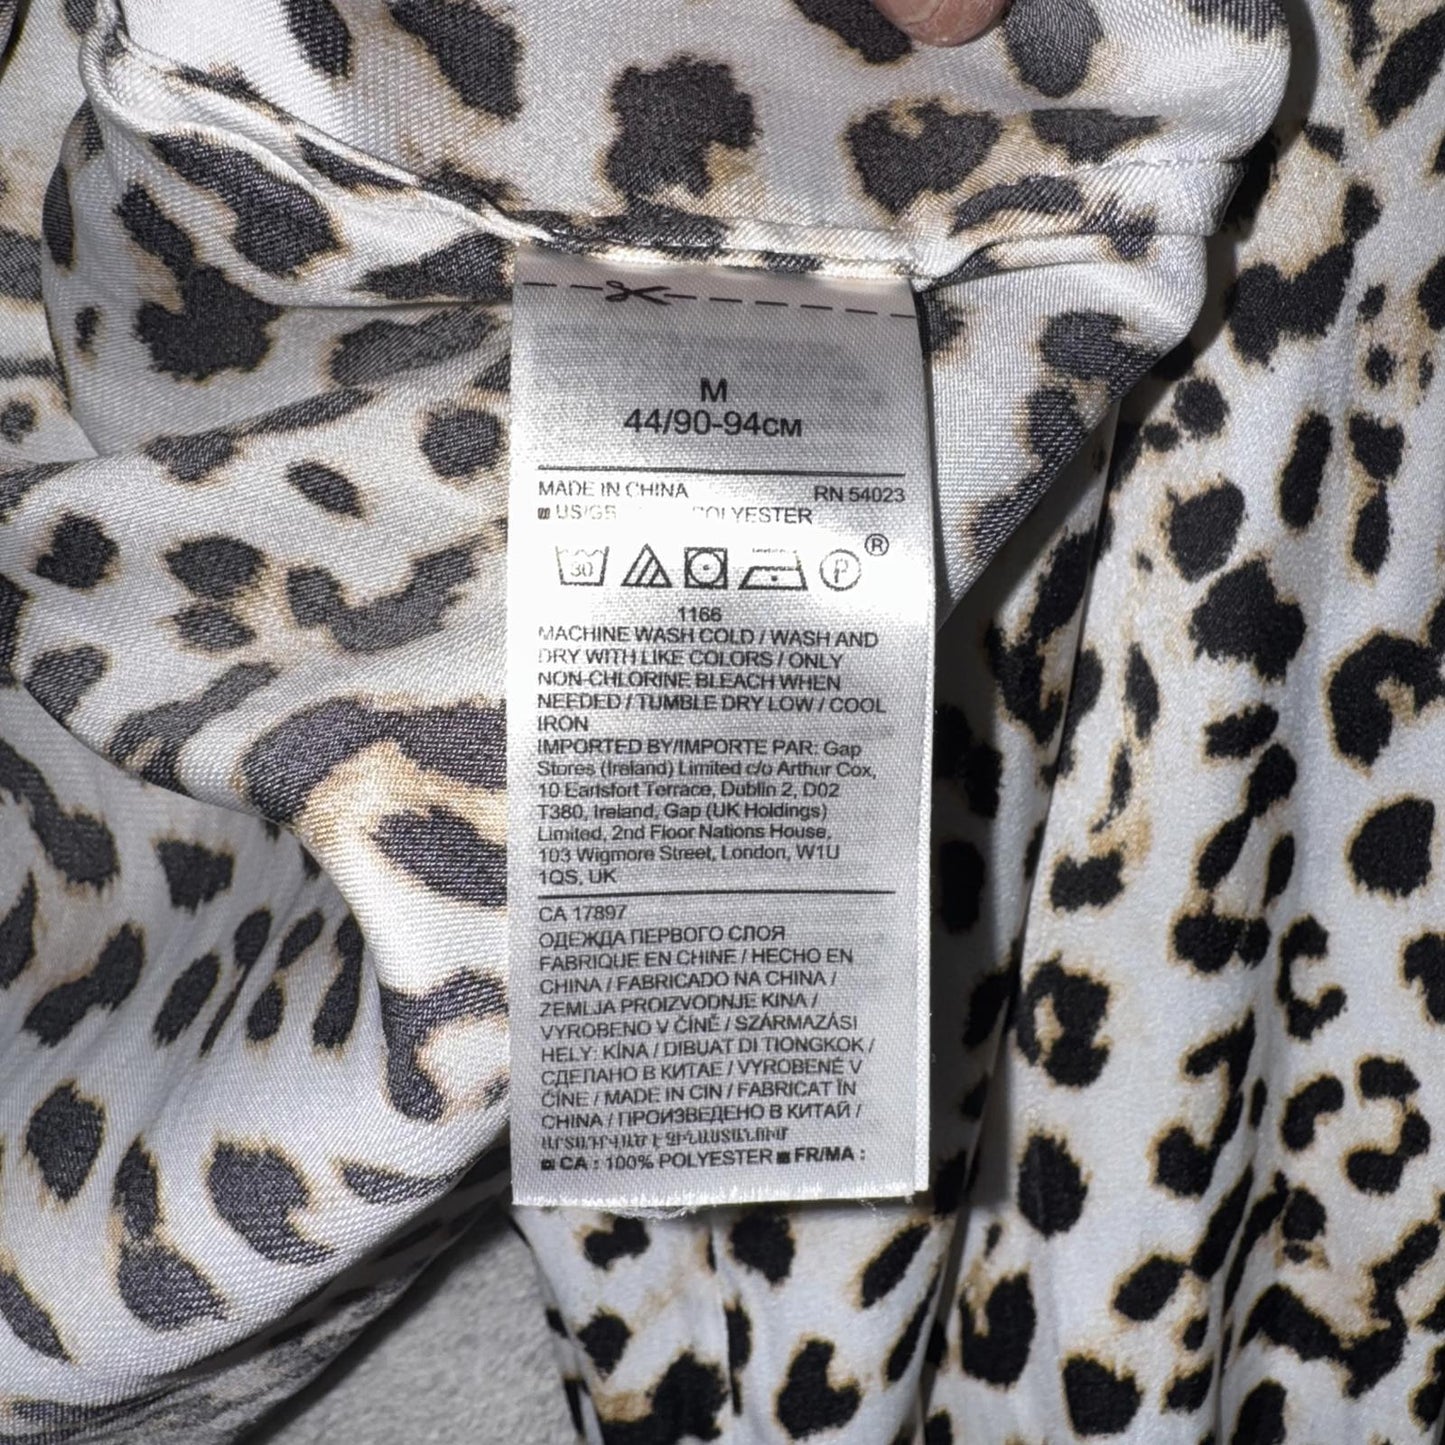 M
44/90-94CM
MADE IN CHINA RN 54023
US/GB POLYESTER
30 P ®
1166
MACHINE WASH COLD / WASH AND
DRY WITH LIKE COLORS / ONLY
NON-CHLORINE BLEACH WHEN
NEEDED / TUMBLE DRY LOW / COOL
IRON
IMPORTED BY/IMPORTE PAR: Gap
Stores (Ireland) Limited c/o Arthur Cox,
10 Earlsfort Terrace, Dublin 2, D02
T380, Ireland, Gap (UK Holdings)
Limited, 2nd Floor Nations House,
103 Wigmore Street, London, W1U
1QS, UK
CA 17897
ОДЕЖДА ПЕРВОГО СЛОЯ
FABRIQUE EN CHINE / HECHO EN
CHINA / FABRICADO NA CHINA /
ZEMLJA PROIZVODNJE KINA /
VYROBENO V ČÍNĚ / SZÁRMAZÁSI
HELY: KÍNA / DIBUAT DI TIONGKOK /
СДЕЛАНО В КИТАЕ / VYROBENÉ V
ČÍNE / MADE IN CIN / FABRICAT ÎN
CHINA / ПРОИЗВЕДЕНО В КИТАЙ /
ԱՐՏԱԴՐՎԱԾ Է ՉԻՆԱՍՏԱՆՈՒՄ
CA : 100% POLYESTER FR/MA :